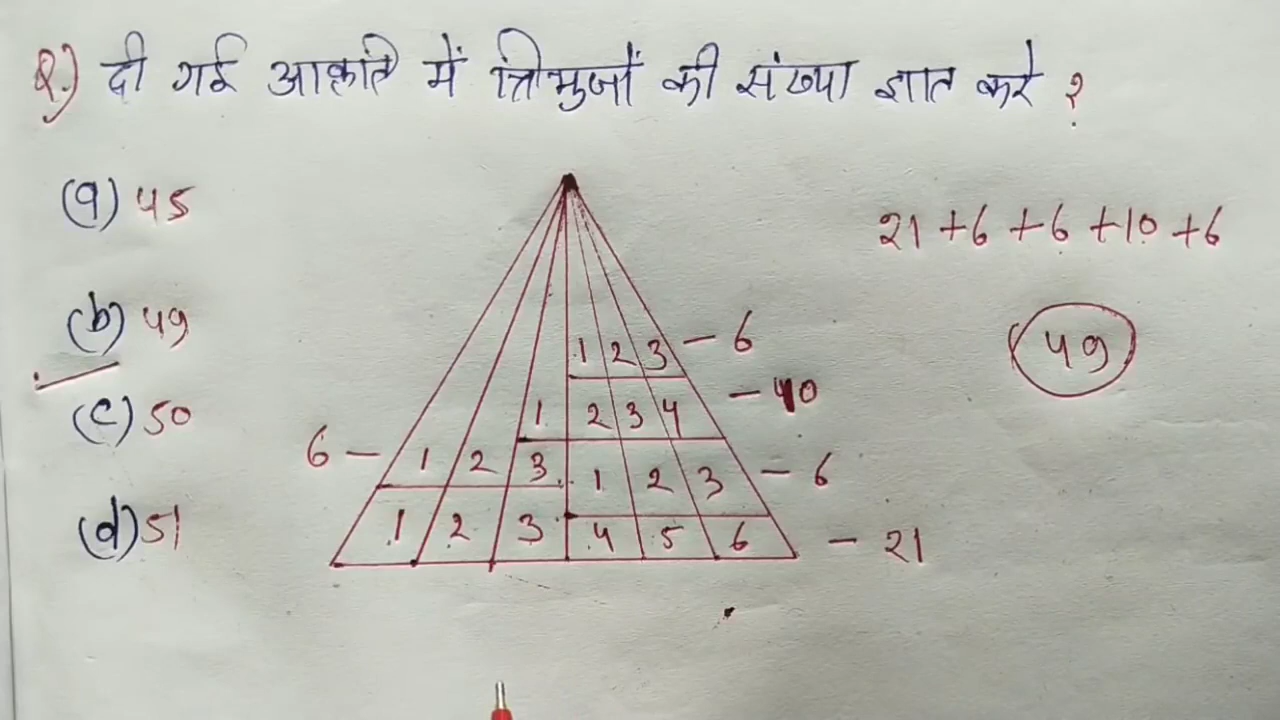 Q.) दी गई आक्रति में त्रिभुजों की संख्या ज्ञात करे ?
(a) 45
21 + 6 + 6 + 10 + 6
(b) 49
1 2 3 - 6
49
1 2 3 4 - 10
(c) 50
6 - 1 2 3
1 2 3 - 6
(d) 51
1 2 3 4 5 6 - 21